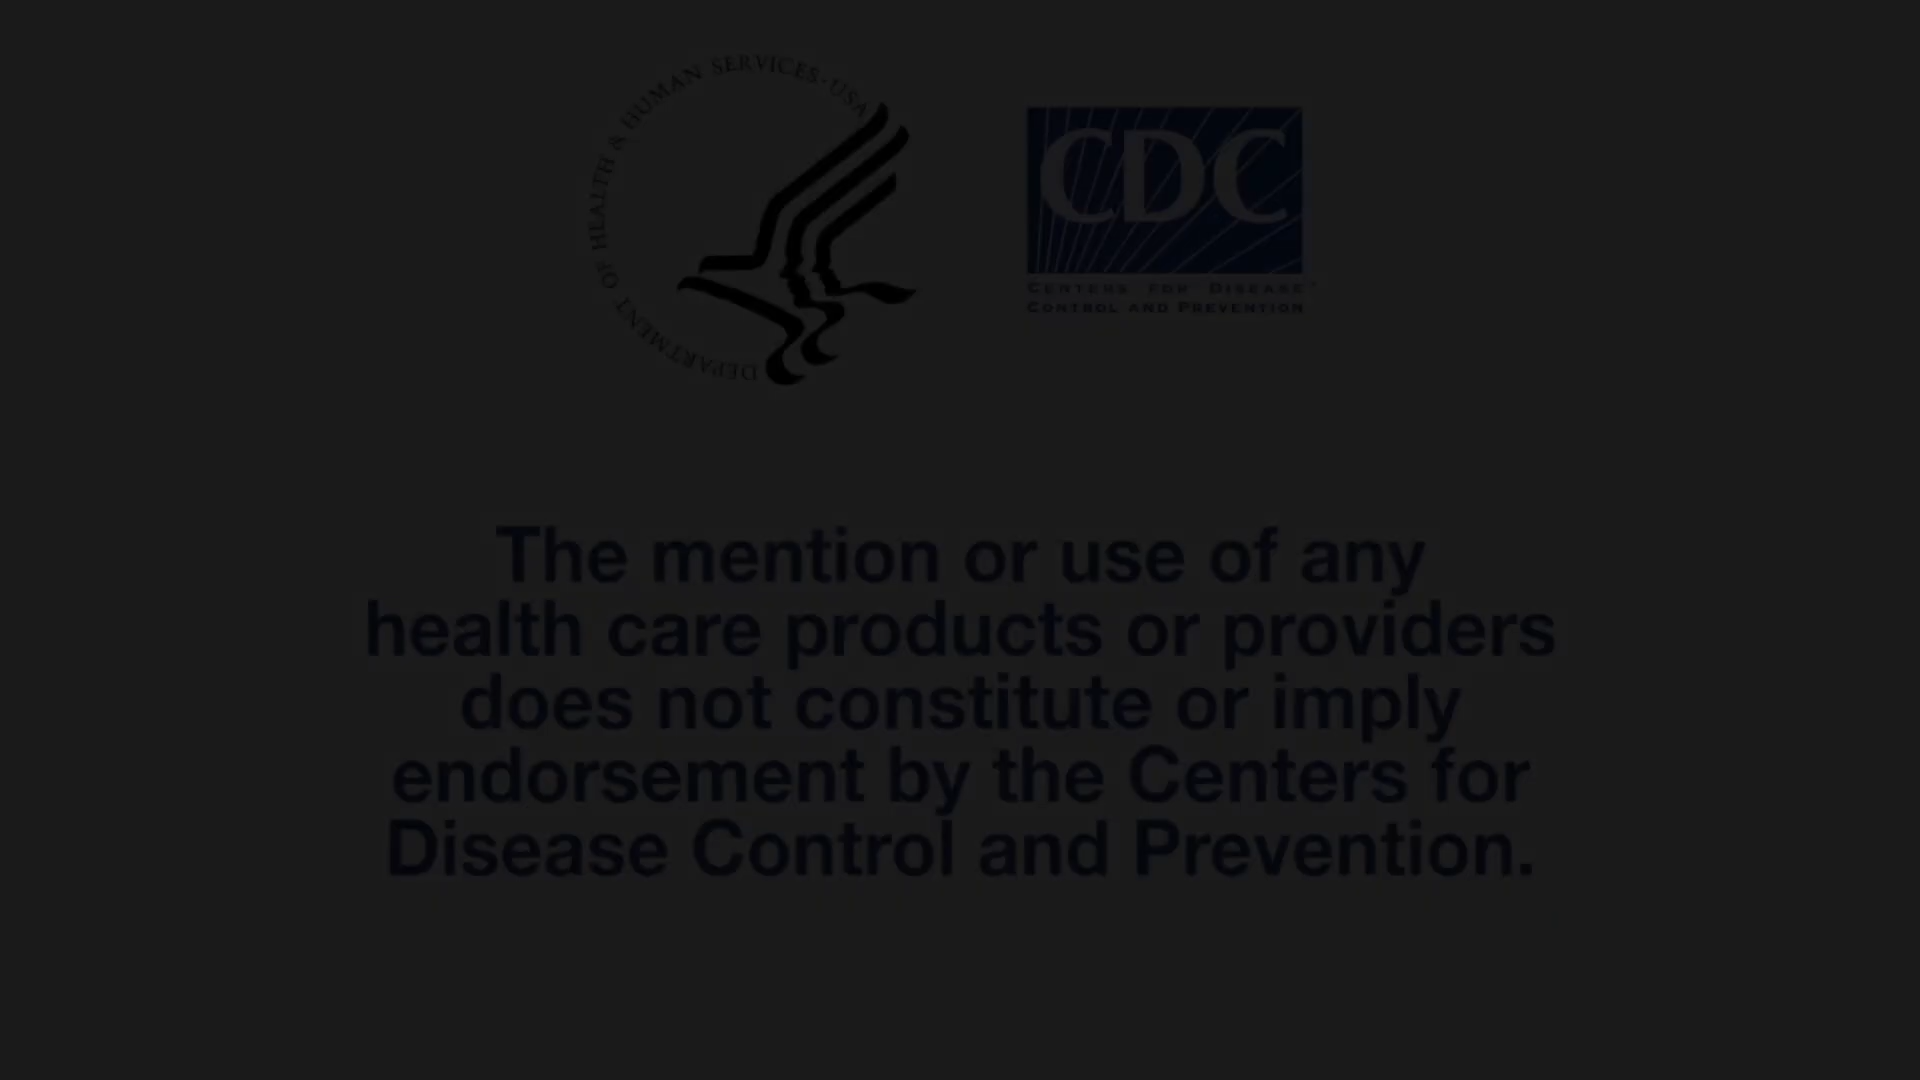 DEPARTMENT OF HEALTH & HUMAN SERVICES·USA
CDC
CENTERS FOR DISEASE
CONTROL AND PREVENTION
The mention or use of any
health care products or providers
does not constitute or imply
endorsement by the Centers for
Disease Control and Prevention.